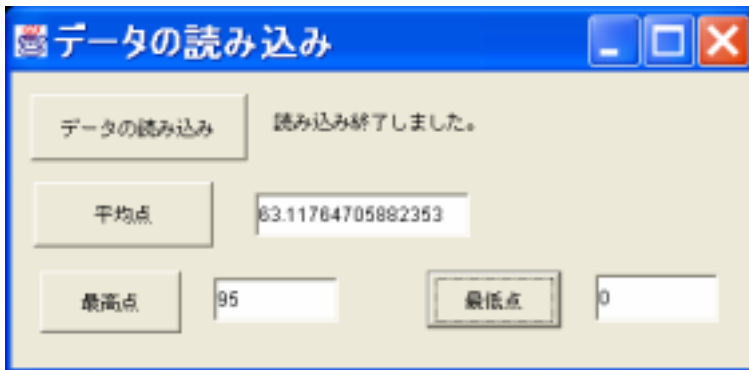 データの読み込み
データの読み込み 読み込み終了しました。
平均点 63.11764705882353
最高点 95 最低点 0